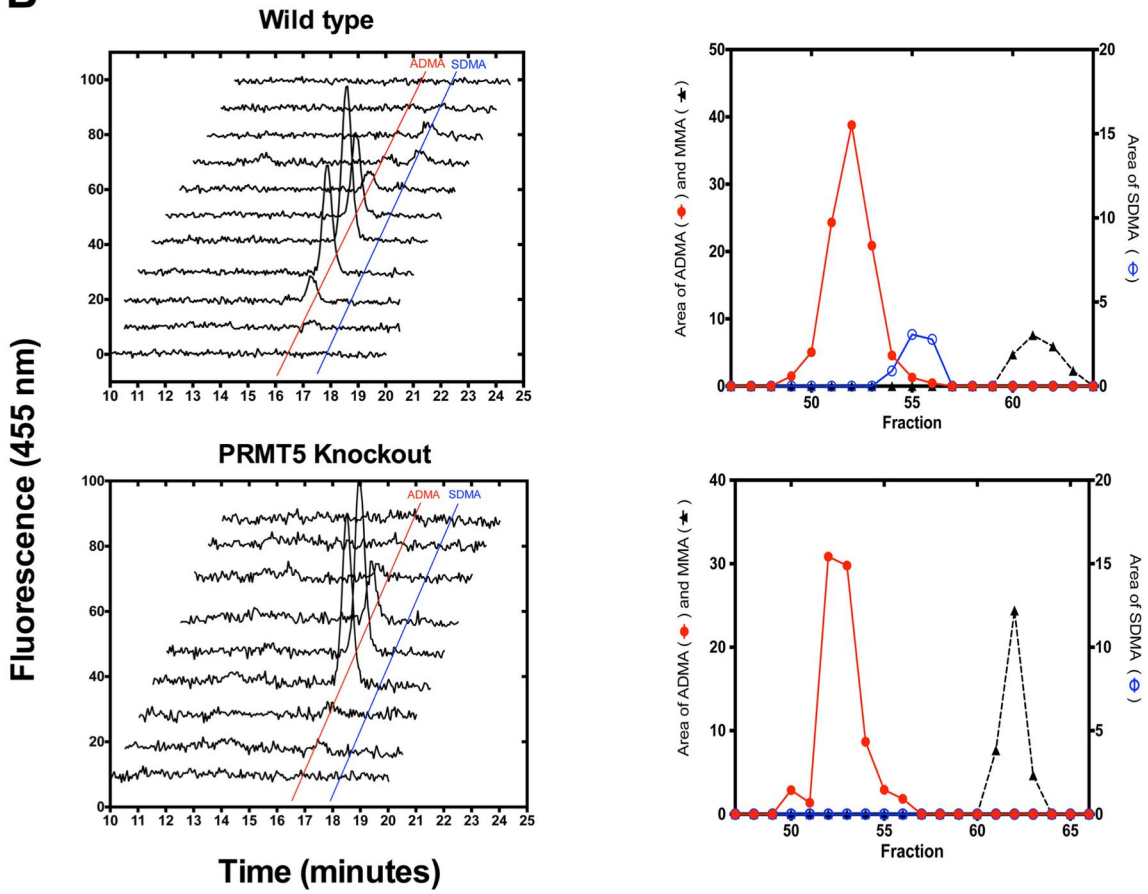 B
Wild type
ADMA SDMA
100
80
60
40
20
0
10 11 12 13 14 15 16 17 18 19 20 21 22 23 24 25
50
40
30
20
10
0
20
15
10
5
0
50 55 60
Fraction
Area of ADMA ( ) and MMA ( )
Area of SDMA ( )
PRMT5 Knockout
ADMA SDMA
100
80
60
40
20
0
10 11 12 13 14 15 16 17 18 19 20 21 22 23 24 25
40
30
20
10
0
20
15
10
5
0
50 55 60 65
Fraction
Area of ADMA ( ) and MMA ( )
Area of SDMA ( )
Fluorescence (455 nm)
Time (minutes)